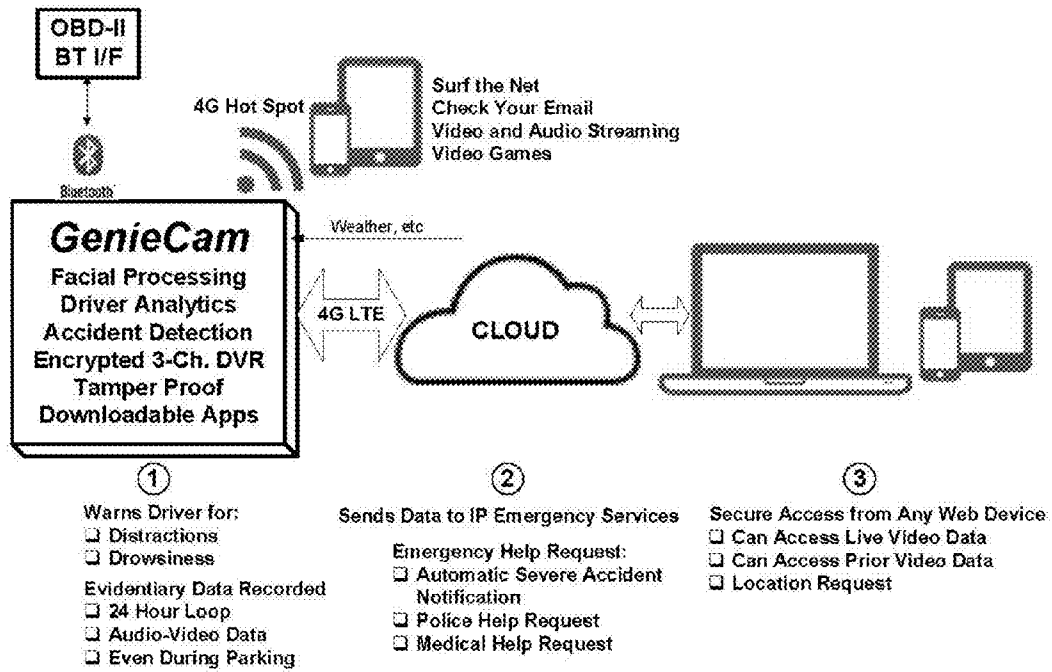 OBD-II
BT I/F
Bluetooth
4G Hot Spot
Surf the Net
Check Your Email
Video and Audio Streaming
Video Games
GenieCam
Facial Processing
Driver Analytics
Accident Detection
Encrypted 3-Ch. DVR
Tamper Proof
Downloadable Apps
Weather, etc
4G LTE
CLOUD
1
Warns Driver for:
❑ Distractions
❑ Drowsiness
Evidentiary Data Recorded
❑ 24 Hour Loop
❑ Audio-Video Data
❑ Even During Parking
2
Sends Data to IP Emergency Services
Emergency Help Request:
❑ Automatic Severe Accident
Notification
❑ Police Help Request
❑ Medical Help Request
3
Secure Access from Any Web Device
❑ Can Access Live Video Data
❑ Can Access Prior Video Data
❑ Location Request